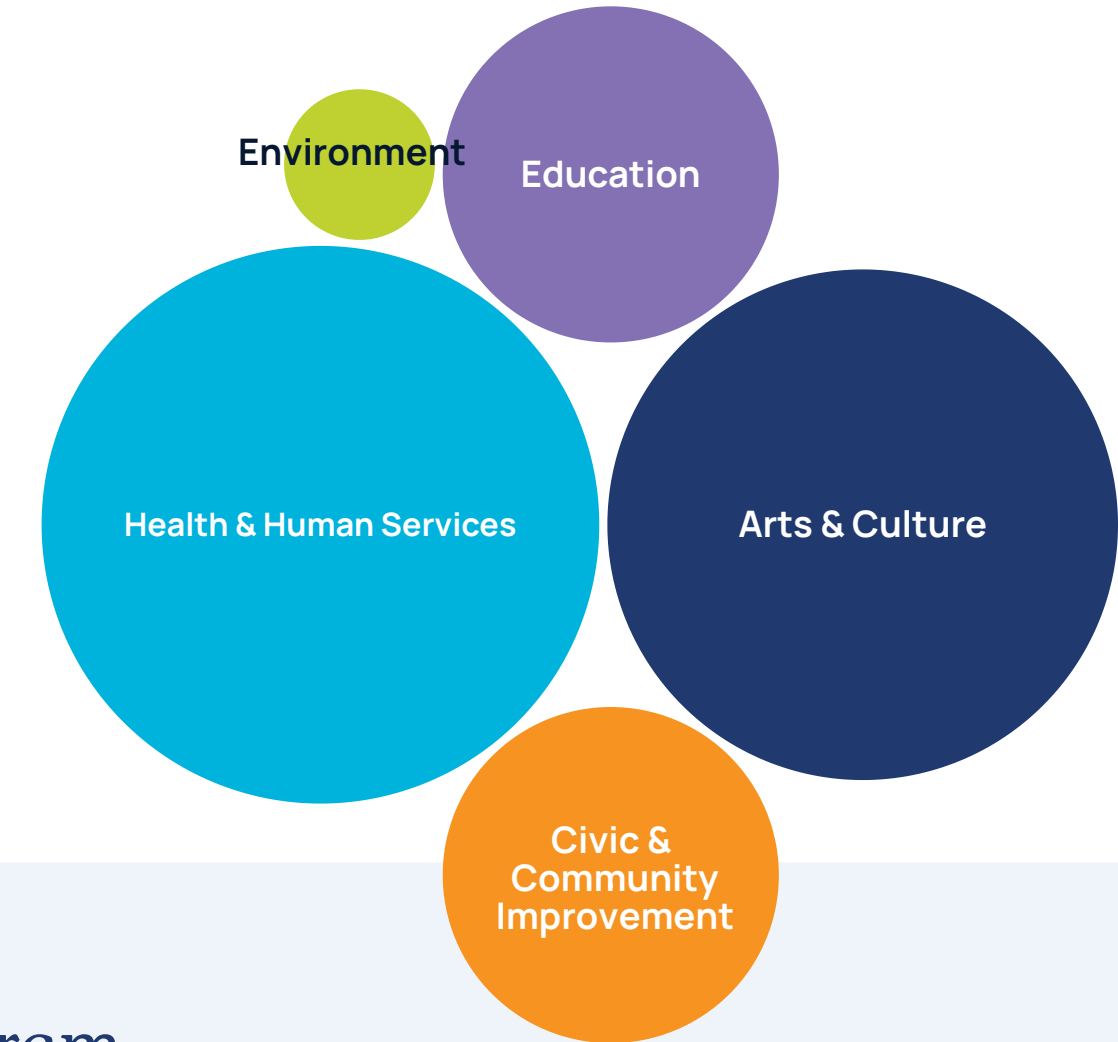 Environment
Education
Health & Human Services
Arts & Culture
Civic &
Community
Improvement